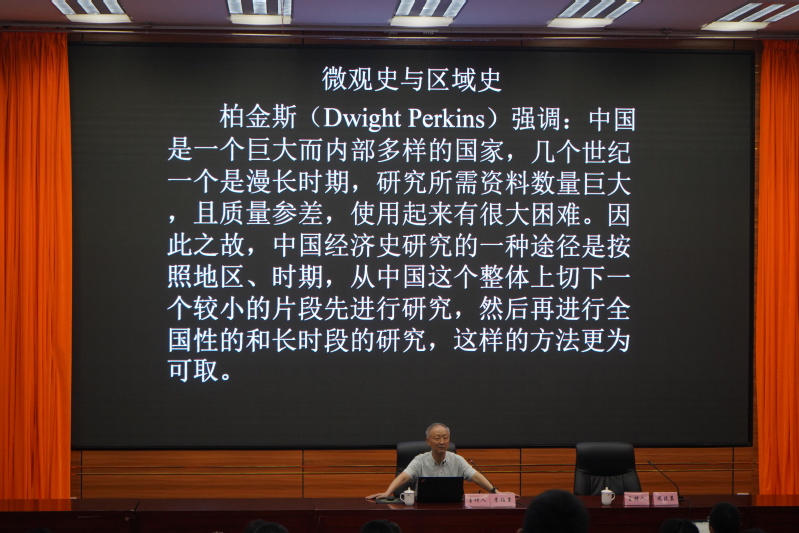 微观史与区域史
柏金斯（Dwight Perkins）强调：中国
是一个巨大而内部多样的国家，几个世纪
一个是漫长时期，研究所需资料数量巨大
，且质量参差，使用起来有很大困难。因
此之故，中国经济史研究的一种途径是按
照地区、时期，从中国这个整体上切下一
个较小的片段先进行研究，然后再进行全
国性的和长时段的研究，这样的方法更为
可取。
主讲人
主持人